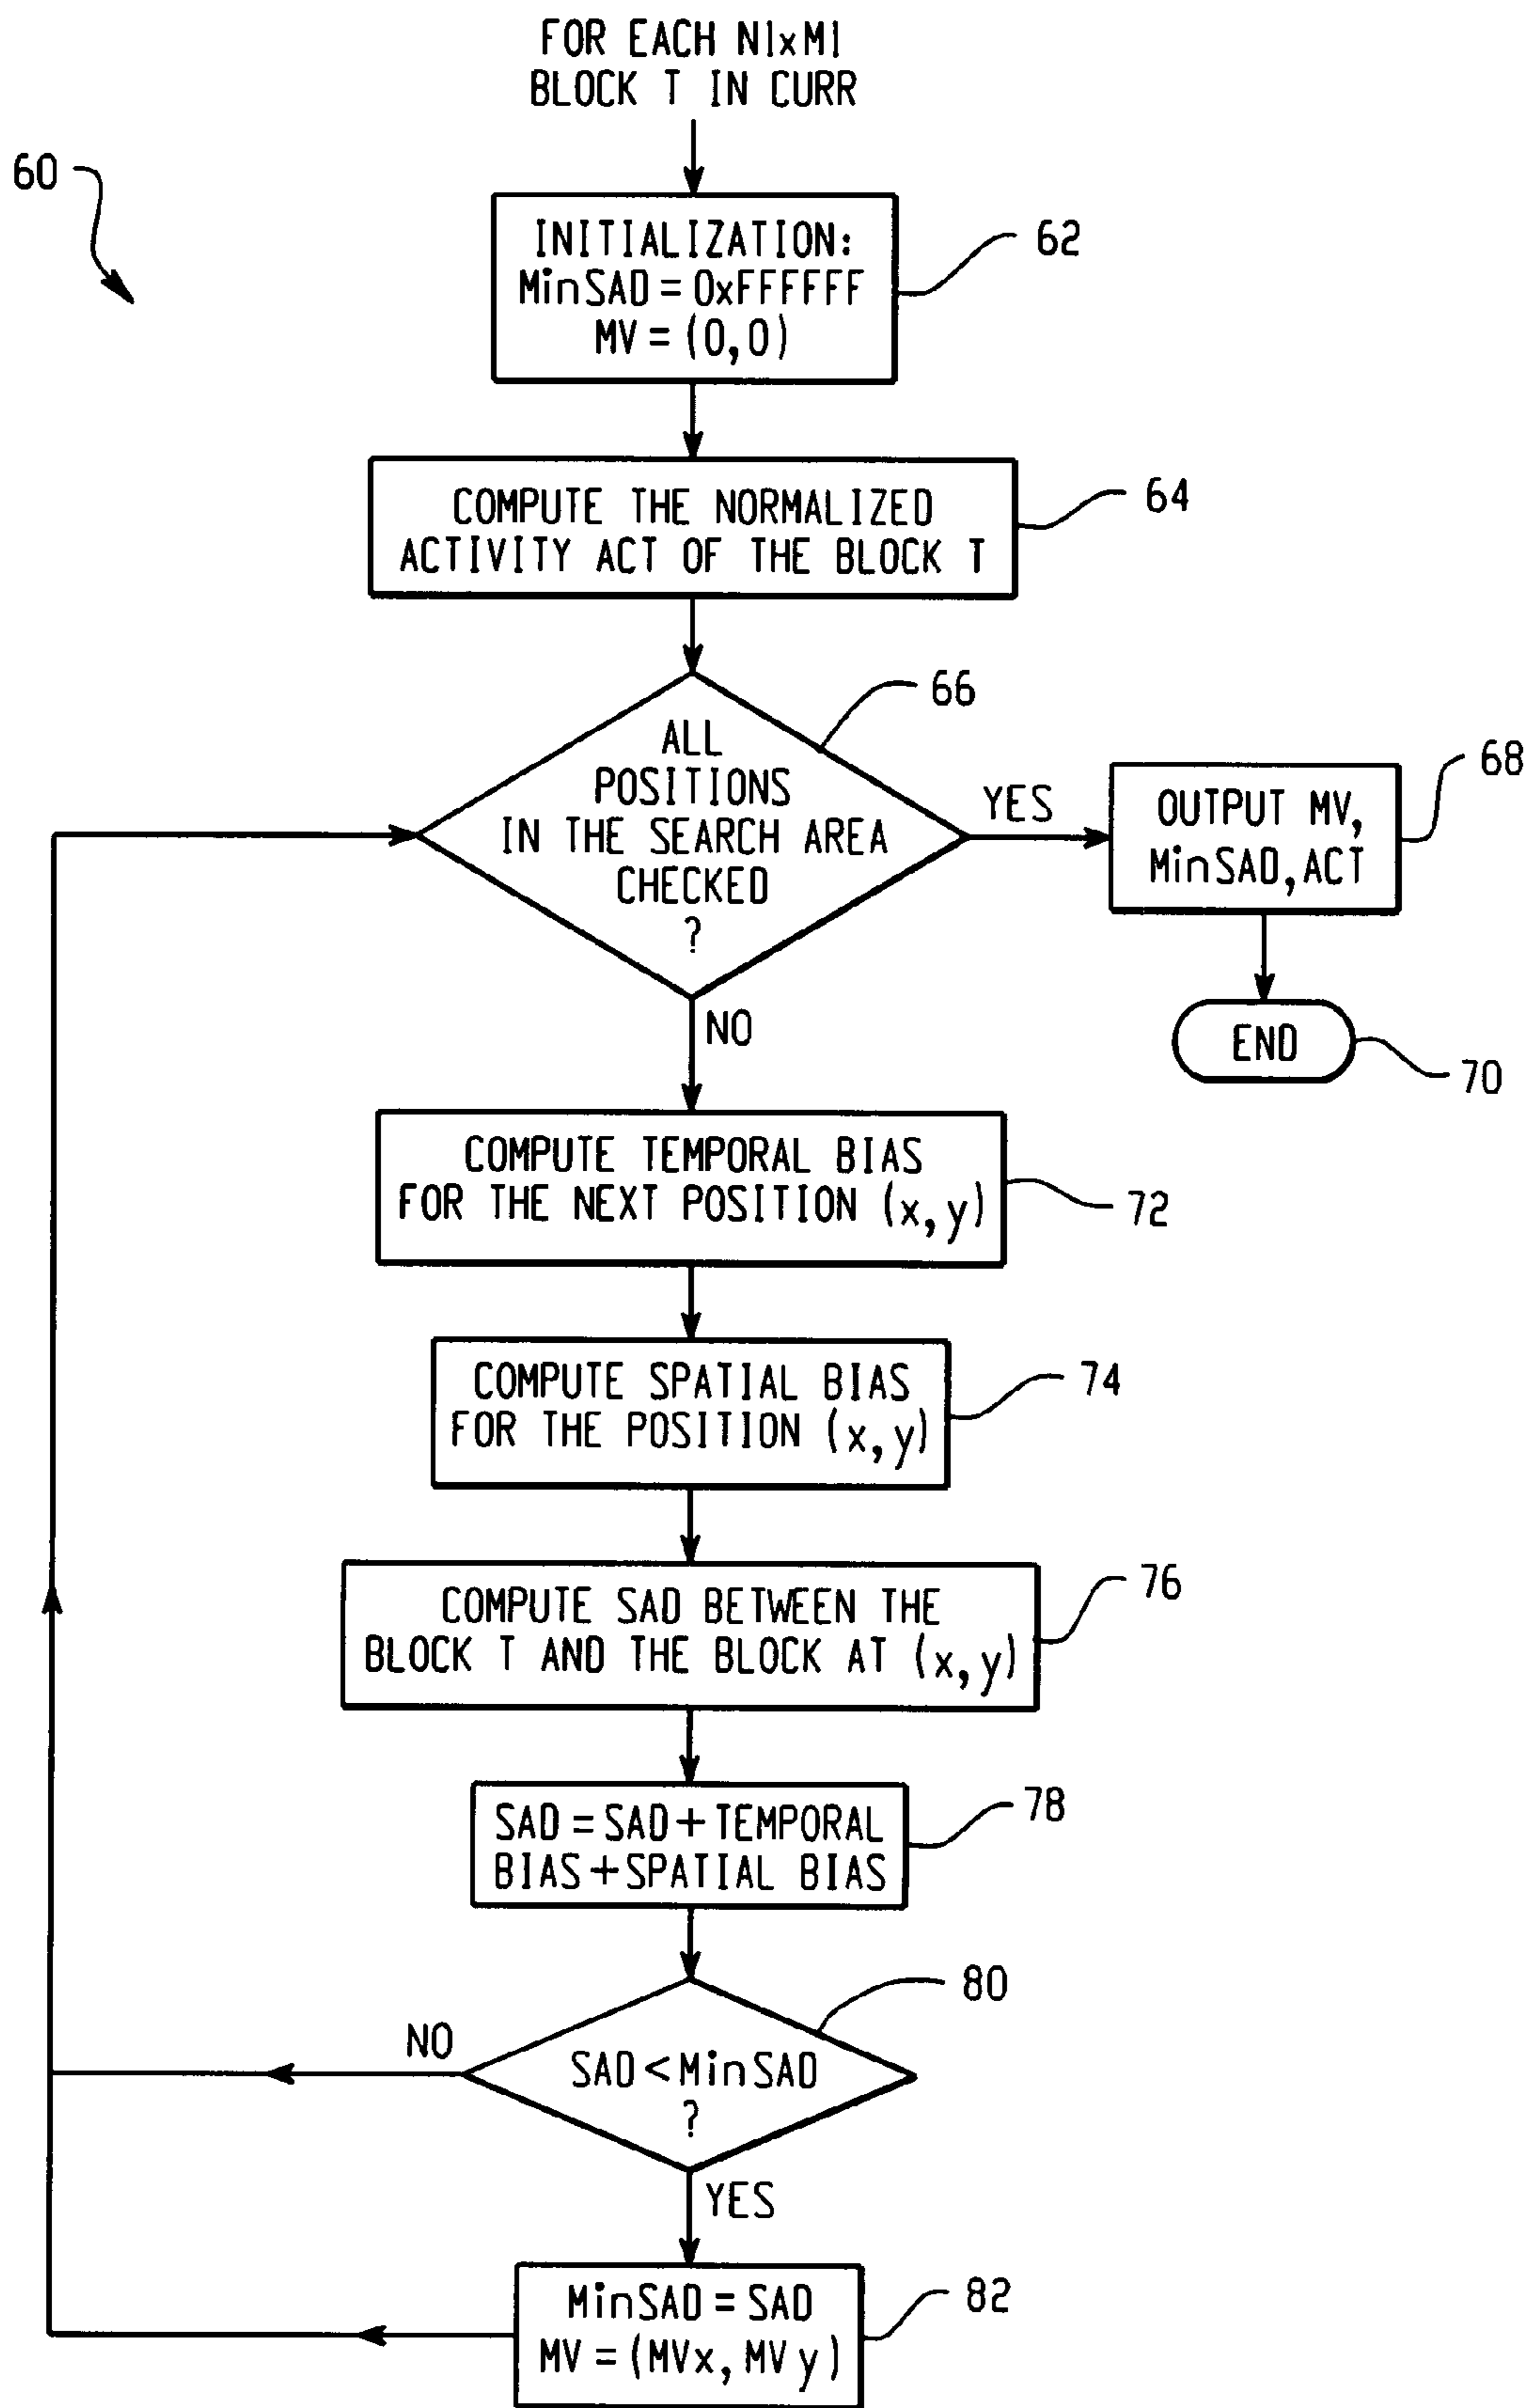 FOR EACH N1xM1
BLOCK T IN CURR
60
INITIALIZATION:
MinSAD = 0xFFFFFF
MV = (0,0)
62
COMPUTE THE NORMALIZED
ACTIVITY ACT OF THE BLOCK T
64
ALL
POSITIONS
IN THE SEARCH AREA
CHECKED
?
66
YES
OUTPUT MV,
MinSAD, ACT
68
NO
END
70
COMPUTE TEMPORAL BIAS
FOR THE NEXT POSITION (x, y)
72
COMPUTE SPATIAL BIAS
FOR THE POSITION (x, y)
74
COMPUTE SAD BETWEEN THE
BLOCK T AND THE BLOCK AT (x, y)
76
SAD = SAD + TEMPORAL
BIAS + SPATIAL BIAS
78
SAD < MinSAD
?
80
NO
YES
MinSAD = SAD
MV = (MVx, MVy)
82